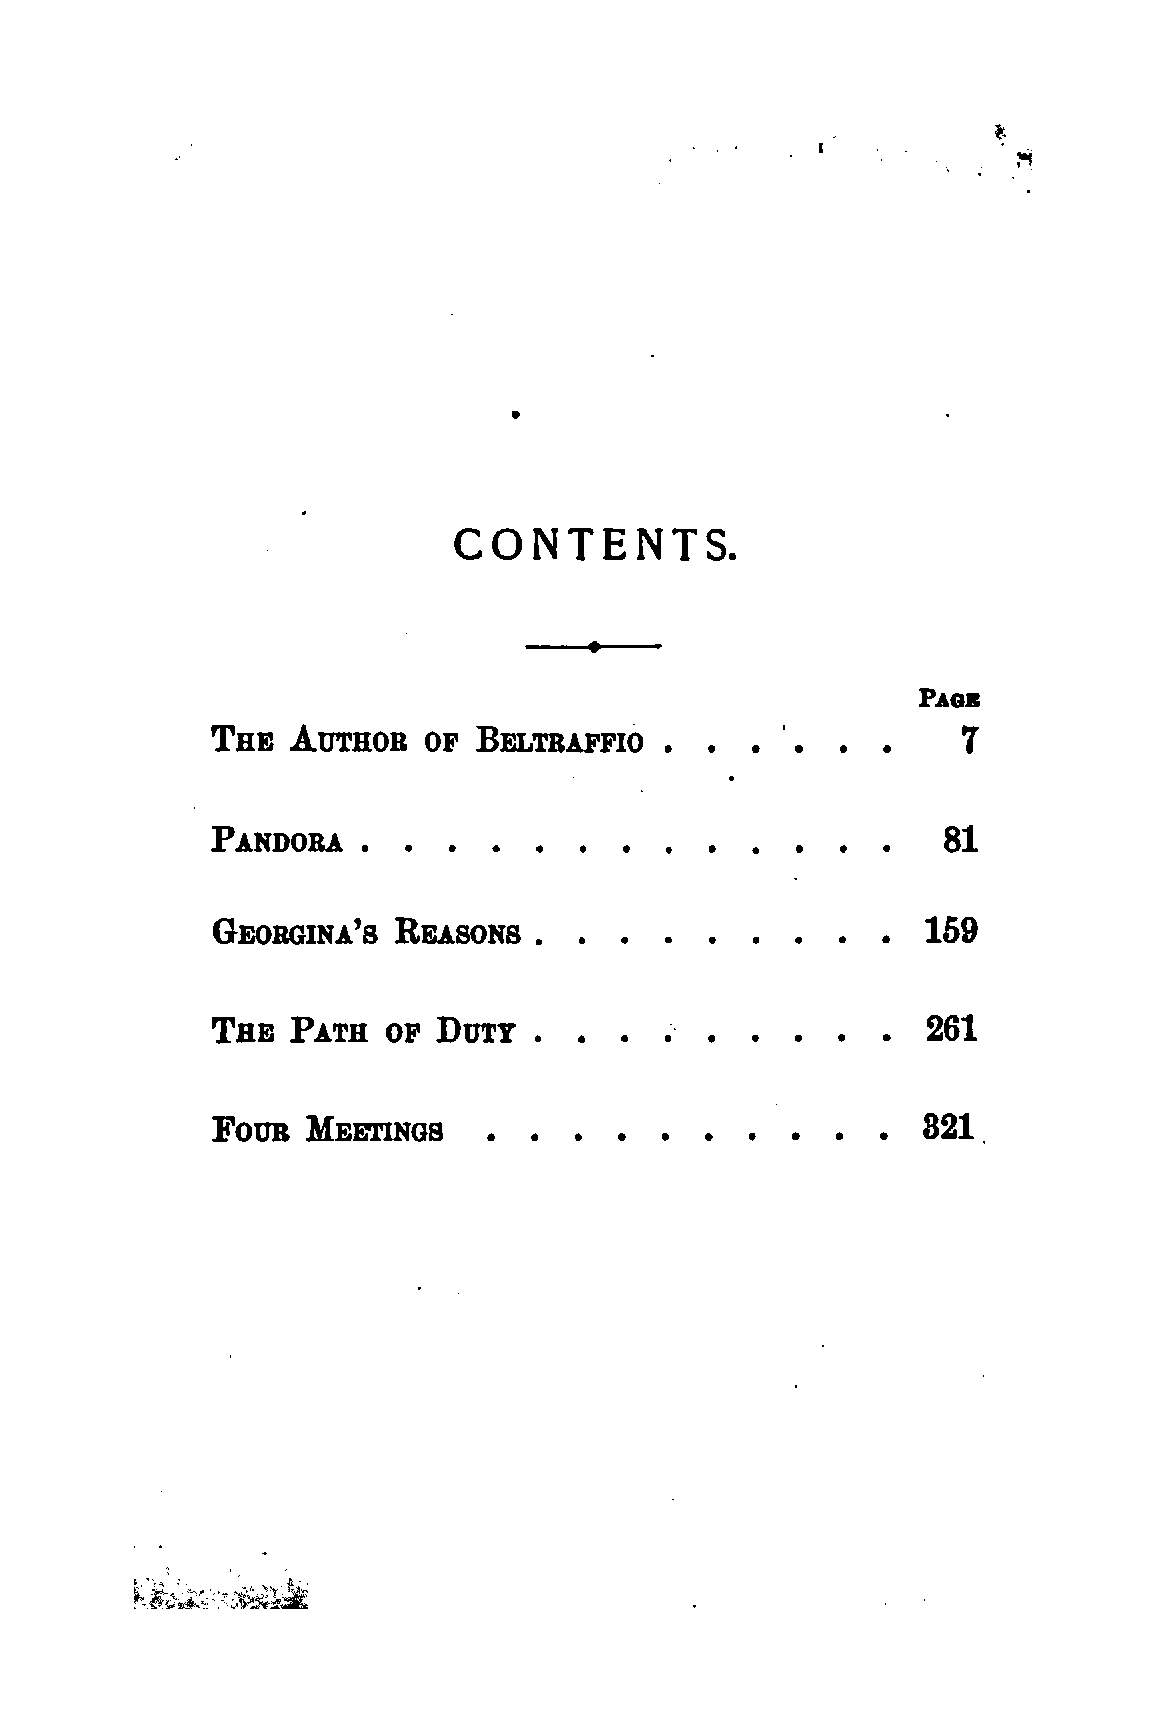 CONTENTS.
PAGE
THE AUTHOR OF BELTRAFFIO . . . . . . 7
PANDORA . . . . . . . . . . . . . 81
GEORGINA'S REASONS . . . . . . . . . 159
THE PATH OF DUTY . . . . . . . . . 261
FOUR MEETINGS . . . . . . . . . . 321